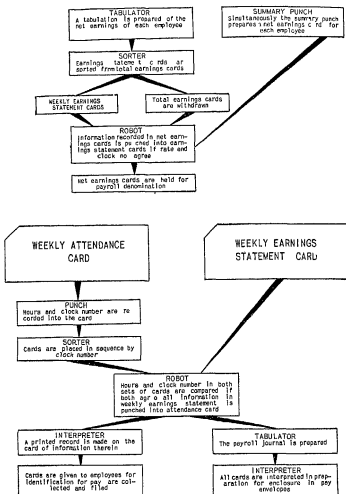 TABULATOR
A tabulation is prepared of the
net earnings of each employee
SUMMARY PUNCH
Simultaneously the summary punch
prepares net earnings c rd for
each employee
SORTER
Earnings tatement c rds ar
sorted from total earnings cards
WEEKLY EARNINGS
STATEMENT CARDS
Total earnings cards
are withdrawn
ROBOT
Information recorded in net earn-
ings cards is pu ched into earn-
ings statement cards if rate and
clock no agree
Net earnings cards are held for
payroll denomination
WEEKLY ATTENDANCE
CARD
WEEKLY EARNINGS
STATEMENT CARD
PUNCH
Hours and clock number are re
corded into the card
SORTER
Cards are placed in sequence by
clock number
ROBOT
Hours and clock number in both
sets of cards are compared if
both agr e all information in
weekly earnings statement is
punched into attendance card
INTERPRETER
A printed record is made on the
card of information therein
TABULATOR
The payroll journal is prepared
Cards are given to employees for
identification for pay are col-
lected and filed
INTERPRETER
All cards are interpreted in prep-
aration for enclosure in pay
envelopes